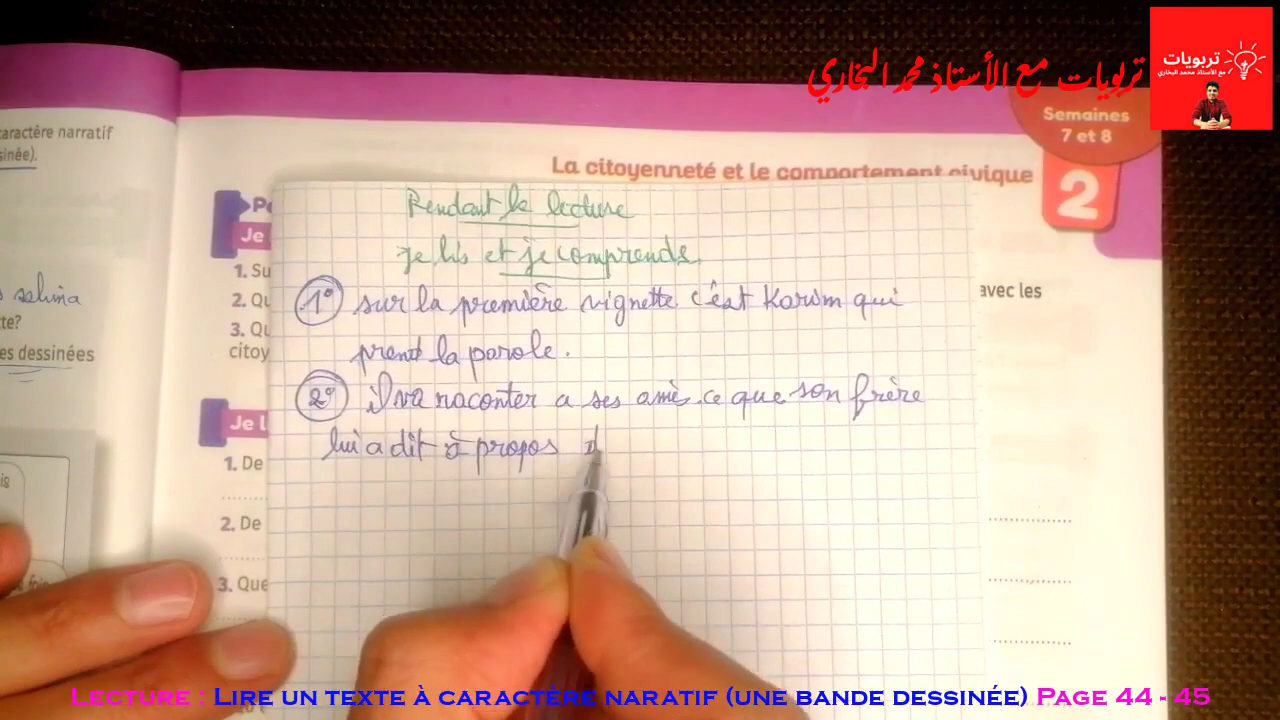 تربويات مع الأستاذ محمد البخاري
تربويات
مع الأستاذ محمد البخاري
Semaines
7 et 8
2
La citoyenneté et le comportement civique
caractère narratif
sinée).
salima
te?
es dessinées
is
fois
Je
1. Su
2. Qu
3. Qu
citoy
avec les
Je l
1. De
2. De
3. Que
Pendant la lecture
je lis et je comprends
1° sur la première vignette c'est Karim qui
prend la parole.
2° il va raconter a ses amis ce que son frère
lui a dit à propos d
Lecture : Lire un texte à caractère naratif (une bande dessinée) Page 44 - 45